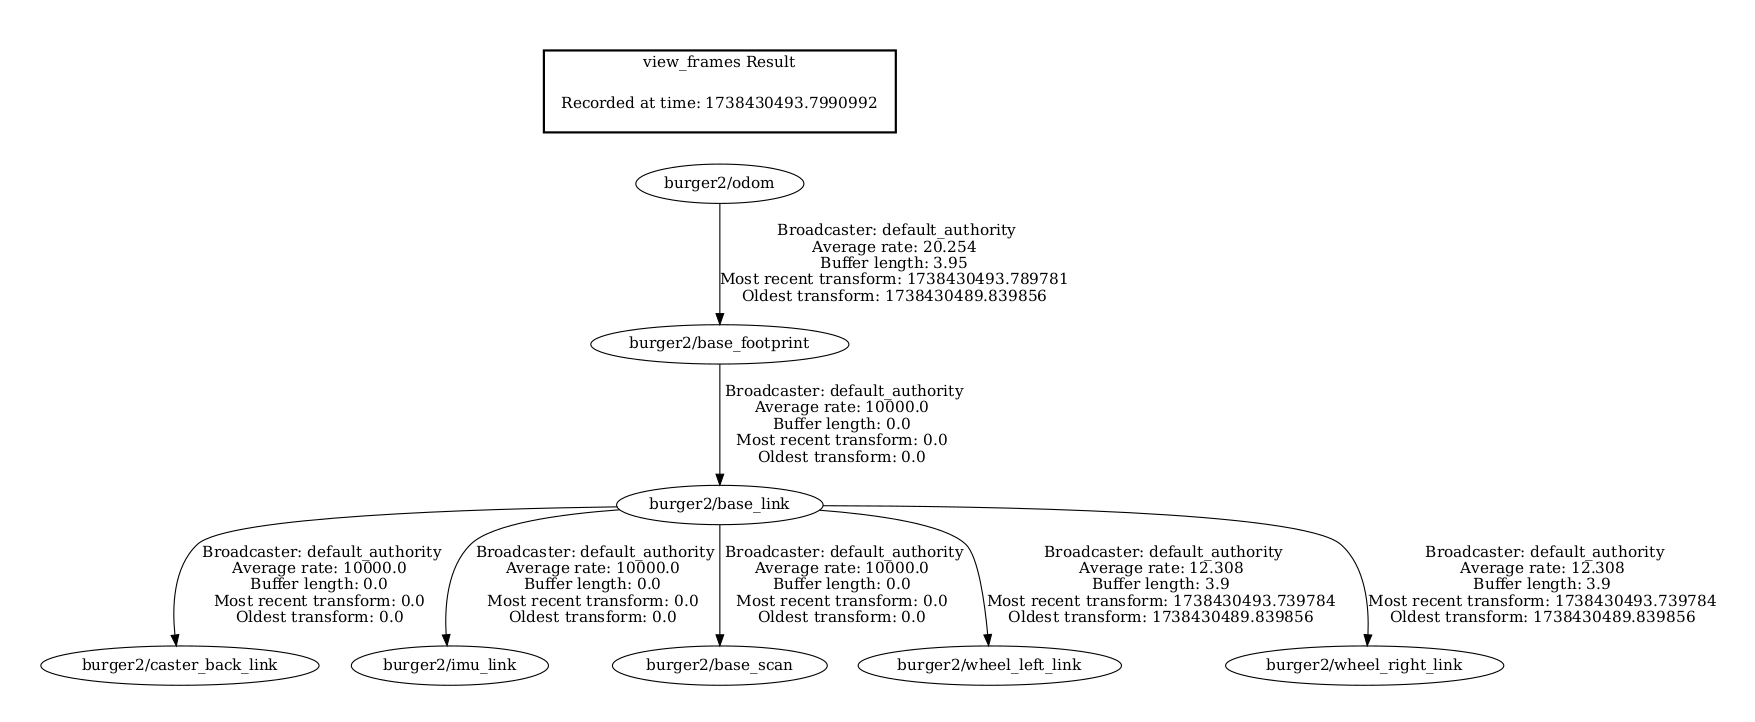 view_frames Result
Recorded at time: 1738430493.7990992
burger2/odom
Broadcaster: default_authority
Average rate: 20.254
Buffer length: 3.95
Most recent transform: 1738430493.789781
Oldest transform: 1738430489.839856
burger2/base_footprint
Broadcaster: default_authority
Average rate: 10000.0
Buffer length: 0.0
Most recent transform: 0.0
Oldest transform: 0.0
burger2/base_link
Broadcaster: default_authority
Average rate: 10000.0
Buffer length: 0.0
Most recent transform: 0.0
Oldest transform: 0.0
Broadcaster: default_authority
Average rate: 10000.0
Buffer length: 0.0
Most recent transform: 0.0
Oldest transform: 0.0
Broadcaster: default_authority
Average rate: 10000.0
Buffer length: 0.0
Most recent transform: 0.0
Oldest transform: 0.0
Broadcaster: default_authority
Average rate: 12.308
Buffer length: 3.9
Most recent transform: 1738430493.739784
Oldest transform: 1738430489.839856
Broadcaster: default_authority
Average rate: 12.308
Buffer length: 3.9
Most recent transform: 1738430493.739784
Oldest transform: 1738430489.839856
burger2/caster_back_link
burger2/imu_link
burger2/base_scan
burger2/wheel_left_link
burger2/wheel_right_link